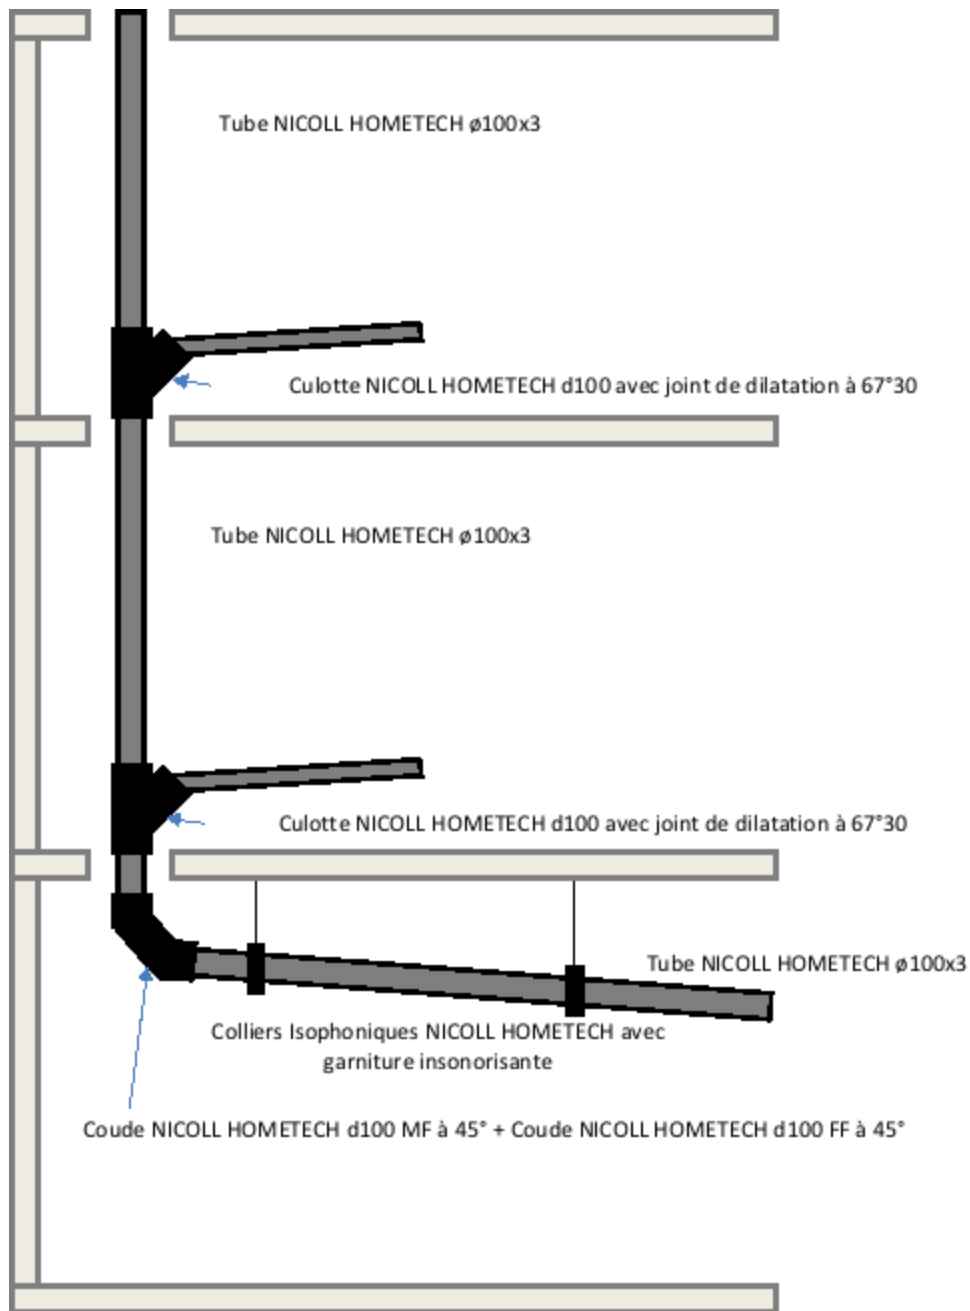 Tube NICOLL HOMETECH ø100x3
Culotte NICOLL HOMETECH d100 avec joint de dilatation à 67°30
Tube NICOLL HOMETECH ø100x3
Culotte NICOLL HOMETECH d100 avec joint de dilatation à 67°30
Tube NICOLL HOMETECH ø100x3
Colliers Isophoniques NICOLL HOMETECH avec
garniture insonorisante
Coude NICOLL HOMETECH d100 MF à 45° + Coude NICOLL HOMETECH d100 FF à 45°